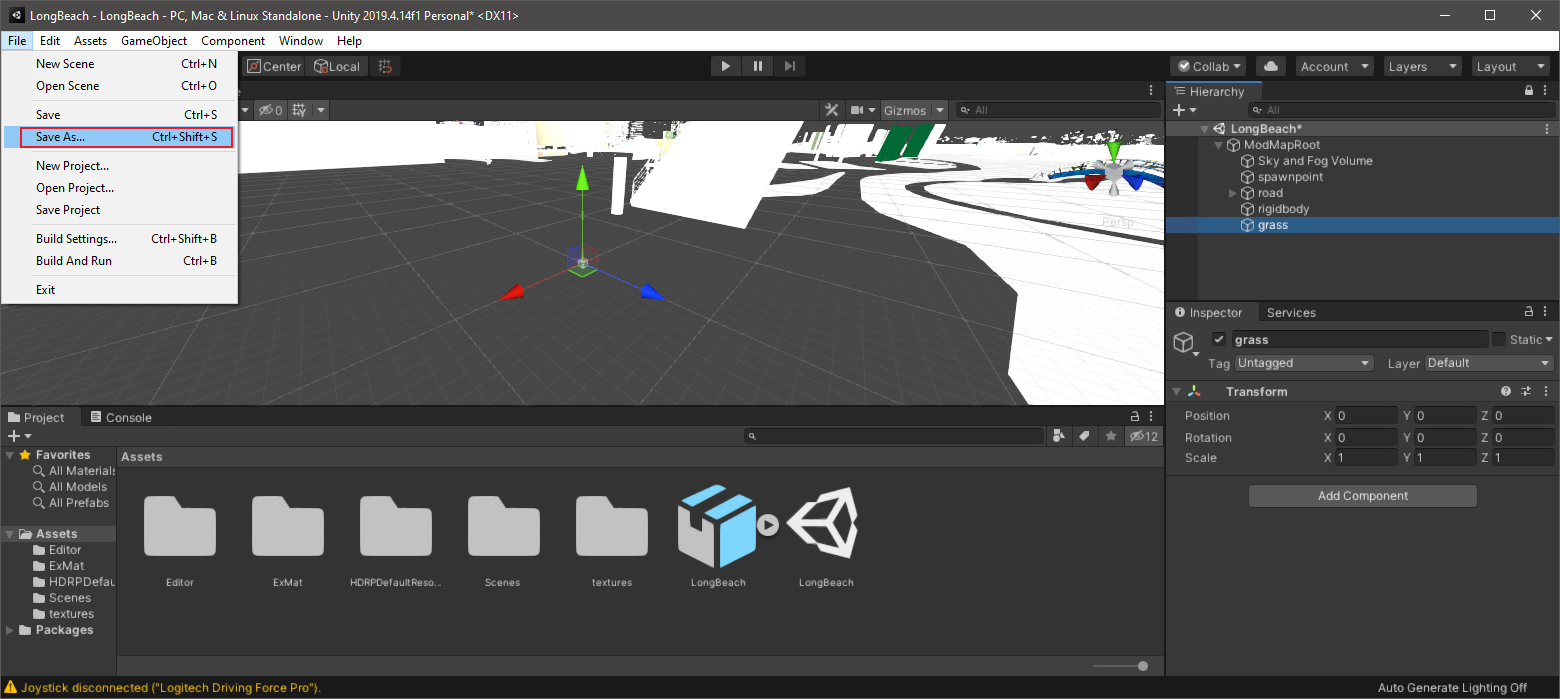 LongBeach - LongBeach - PC, Mac & Linux Standalone - Unity 2019.4.14f1 Personal* <DX11>
File Edit Assets GameObject Component Window Help
New Scene Ctrl+N
Open Scene Ctrl+O
Save Ctrl+S
Save As... Ctrl+Shift+S
New Project...
Open Project...
Save Project
Build Settings... Ctrl+Shift+B
Build And Run Ctrl+B
Exit
Center Local
Collab Account Layers Layout
0 Gizmos All
Persp
Hierarchy
All
LongBeach*
ModMapRoot
Sky and Fog Volume
spawnpoint
road
rigidbody
grass
Inspector Services
grass Static
Tag Untagged Layer Default
Transform
Position X 0 Y 0 Z 0
Rotation X 0 Y 0 Z 0
Scale X 1 Y 1 Z 1
Add Component
Project Console
12
Favorites
All Materials
All Models
All Prefabs
Assets
Editor
ExMat
HDRPDefau
Scenes
textures
Packages
Assets
Editor ExMat HDRPDefaultReso... Scenes textures LongBeach LongBeach
Joystick disconnected ("Logitech Driving Force Pro").
Auto Generate Lighting Off